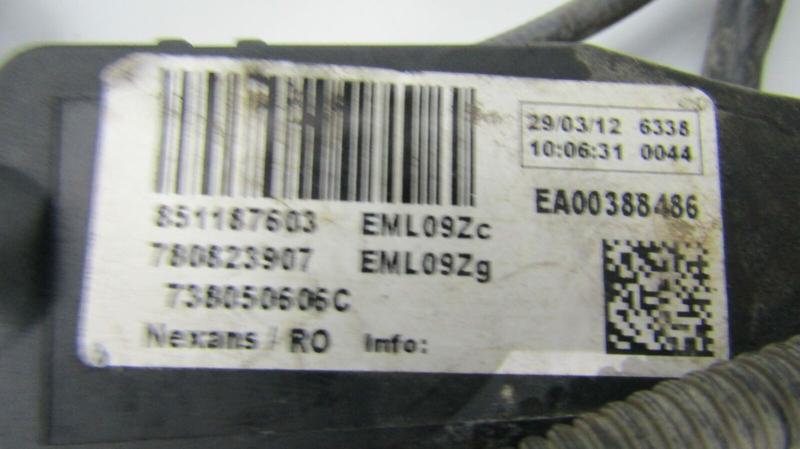 29/03/12 6338
10:06:31 0044
EA00388486
851187603 EML09Zc
780823907 EML09Zg
738050606C
Nexans / RO Info: